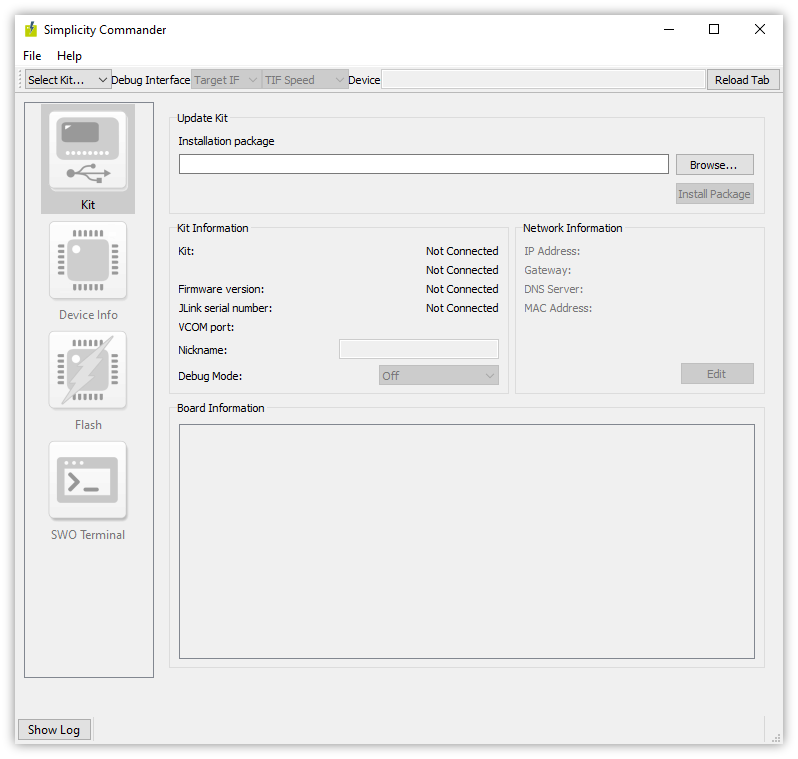 Simplicity Commander
File Help
Select Kit... Debug Interface Target IF TIF Speed Device Reload Tab
Kit
Device Info
Flash
SWO Terminal
Update Kit
Installation package
Browse...
Install Package
Kit Information
Kit: Not Connected
Not Connected
Firmware version: Not Connected
JLink serial number: Not Connected
VCOM port:
Nickname:
Debug Mode: Off
Network Information
IP Address:
Gateway:
DNS Server:
MAC Address:
Edit
Board Information
Show Log